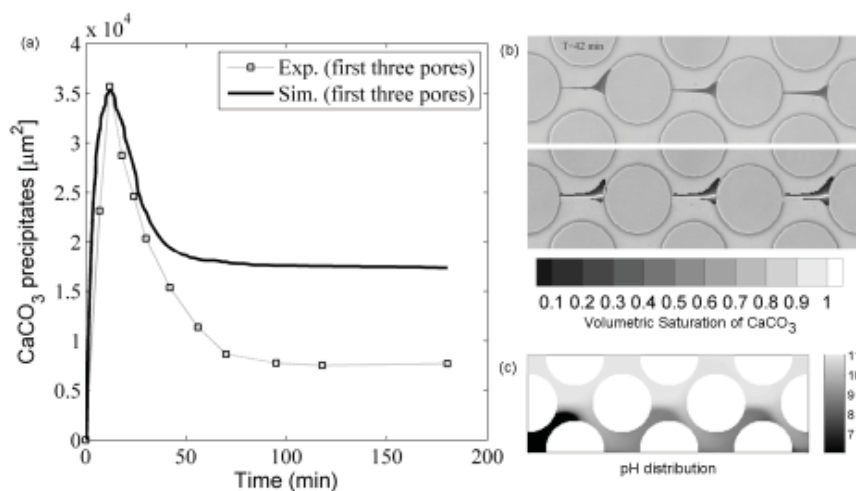 (a)
x 10⁴
4
3.5
3
2.5
2
1.5
1
0.5
0
0 50 100 150 200
Time (min)
CaCO₃ precipitates [μm²]
Exp. (first three pores)
Sim. (first three pores)
(b)
T=42 min
0.1 0.2 0.3 0.4 0.5 0.6 0.7 0.8 0.9 1
Volumetric Saturation of CaCO₃
(c)
11
10
9
8
7
pH distribution